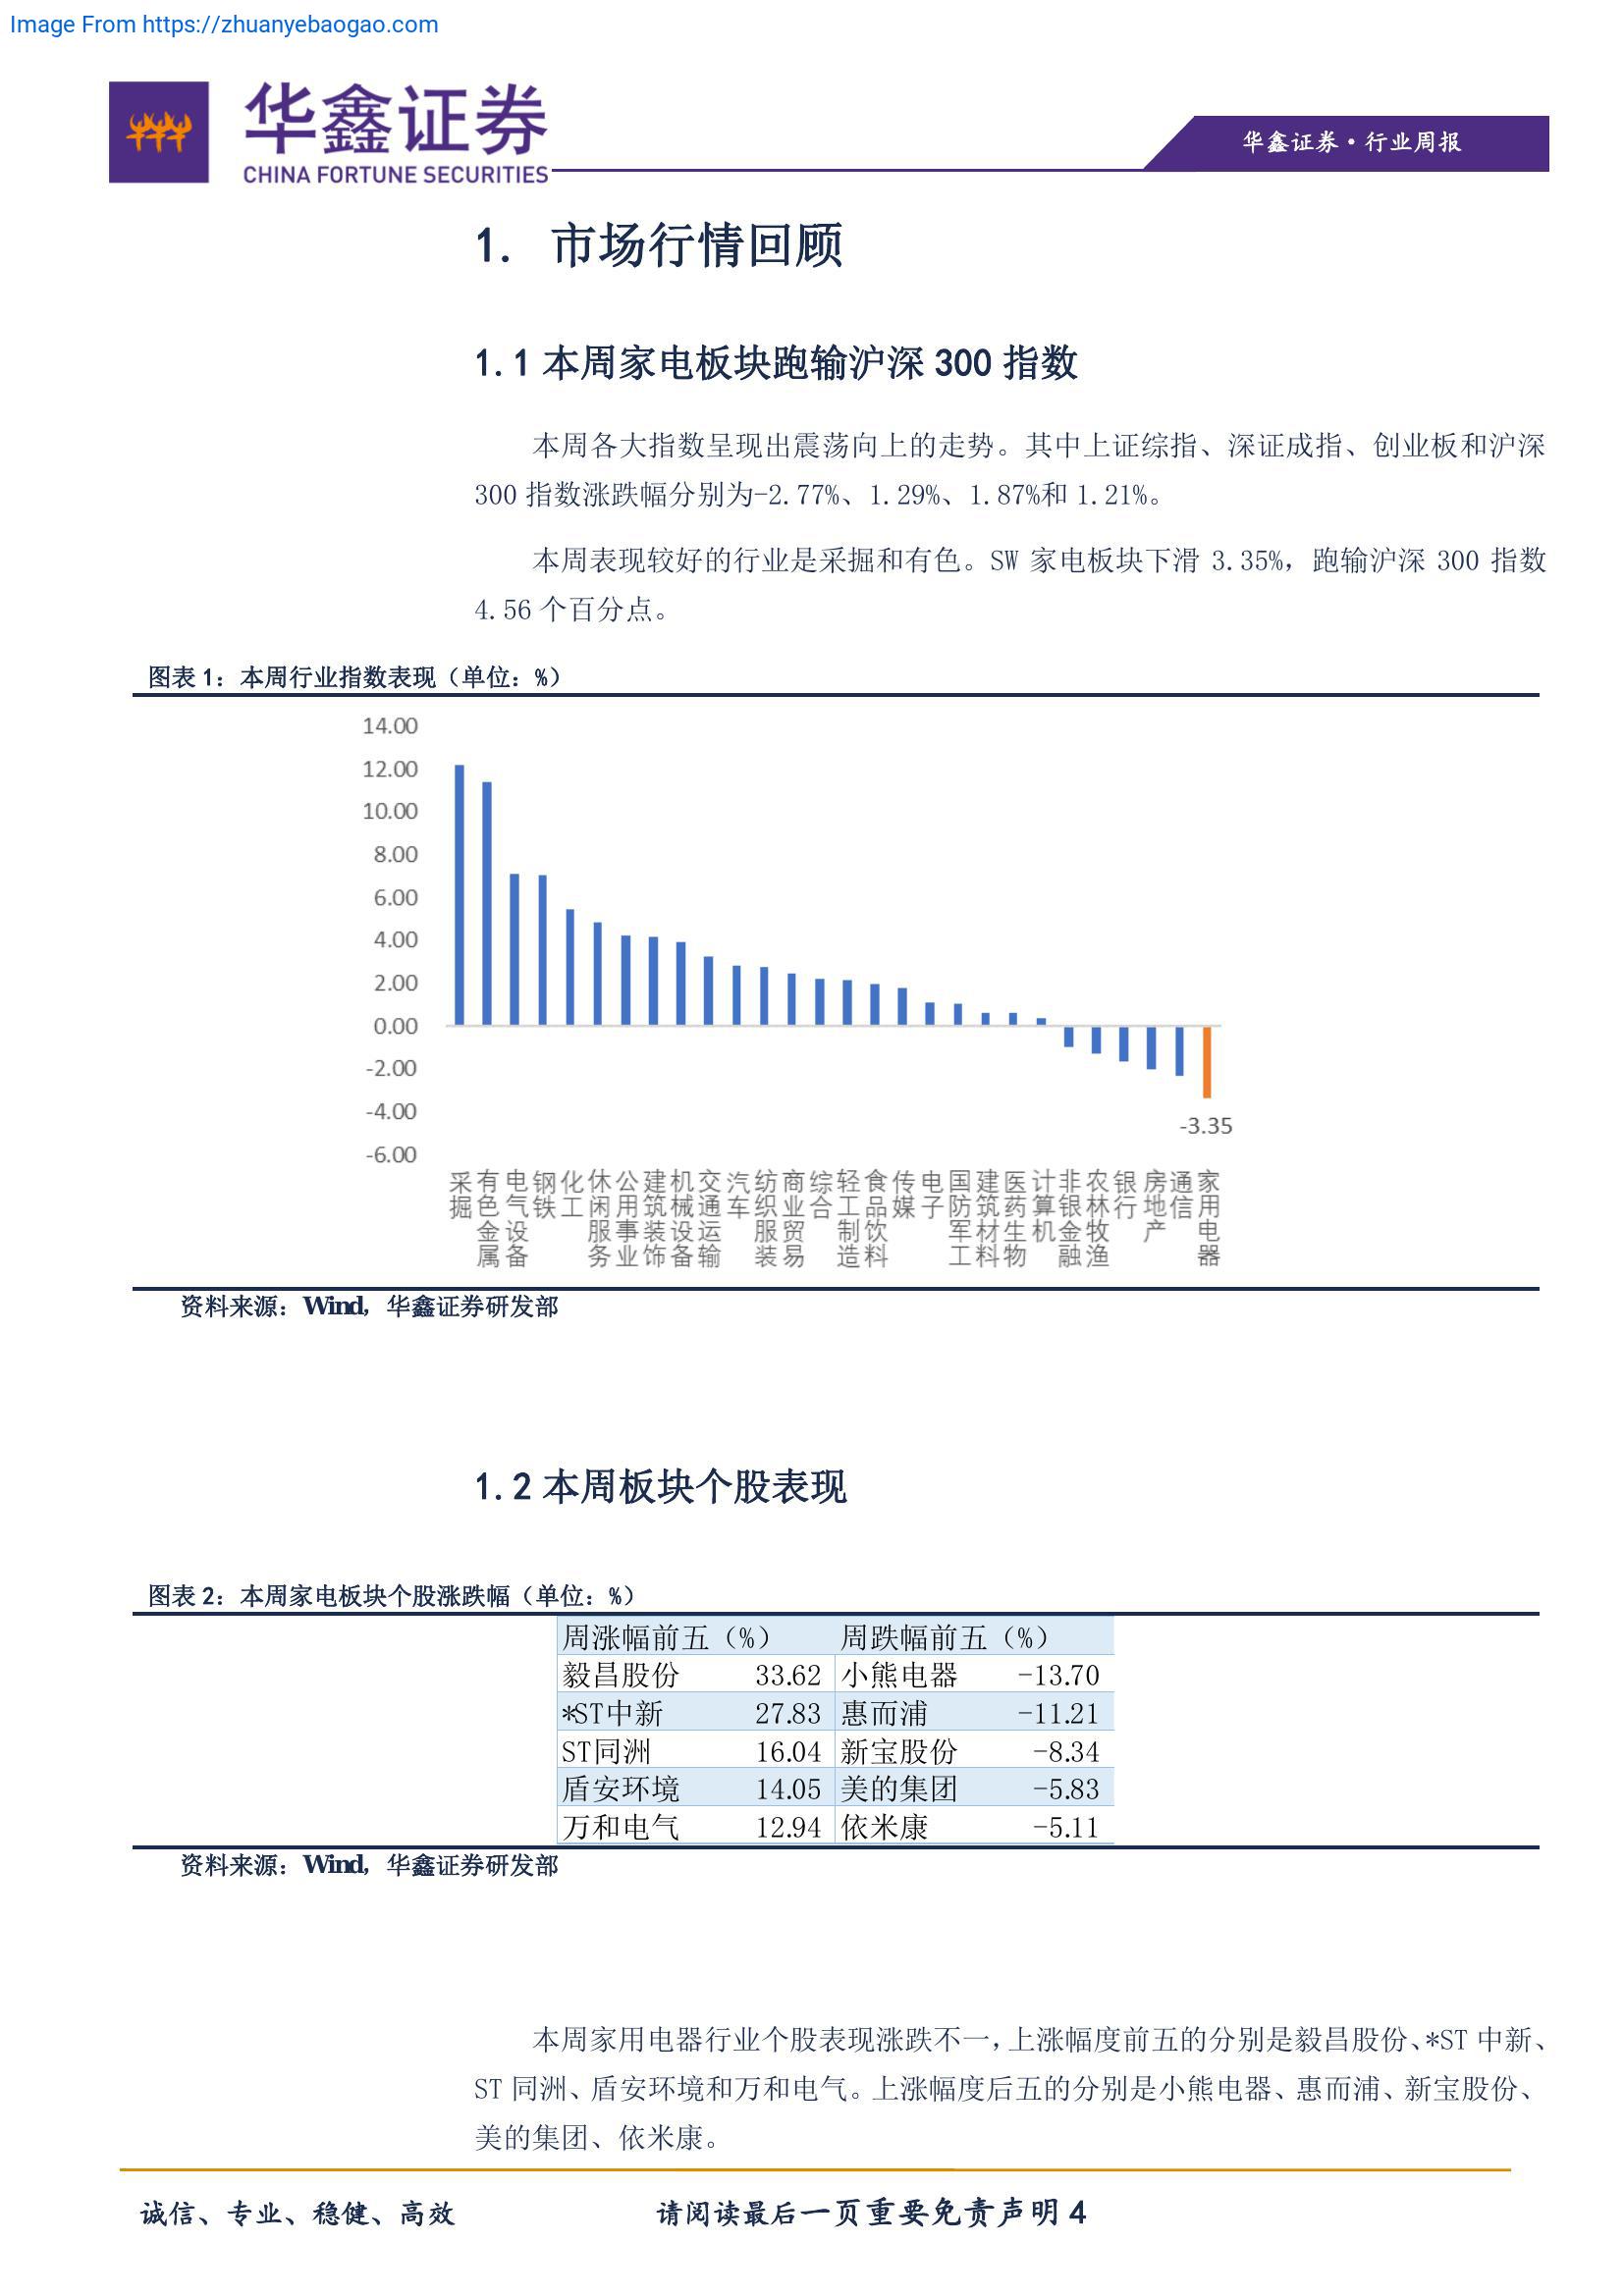 Image From https://zhuanyebaogao.com
华鑫证券
CHINA FORTUNE SECURITIES
华鑫证券·行业周报
1. 市场行情回顾
1.1 本周家电板块跑输沪深 300 指数
本周各大指数呈现出震荡向上的走势。其中上证综指、深证成指、创业板和沪深
300 指数涨跌幅分别为-2.77%、1.29%、1.87%和 1.21%。
本周表现较好的行业是采掘和有色。SW 家电板块下滑 3.35%，跑输沪深 300 指数
4.56 个百分点。
图表 1：本周行业指数表现（单位：%）
14.00
12.00
10.00
8.00
6.00
4.00
2.00
0.00
-2.00
-4.00
-6.00
-3.35
采掘
有色金属
电气设备
钢铁
化工
休闲服务
公用事业
建筑装饰
机械设备
交通运输
汽车
纺织服装
商业贸易
综合
轻工制造
食品饮料
传媒
电子
国防军工
建筑材料
医药生物
计算机
非银金融
农林牧渔
银行
房地产
通信
家用电器
资料来源：Wind，华鑫证券研发部
1.2 本周板块个股表现
图表 2：本周家电板块个股涨跌幅（单位：%）
周涨幅前五（%） 周跌幅前五（%）
毅昌股份 33.62 小熊电器 -13.70
*ST中新 27.83 惠而浦 -11.21
ST同洲 16.04 新宝股份 -8.34
盾安环境 14.05 美的集团 -5.83
万和电气 12.94 依米康 -5.11
资料来源：Wind，华鑫证券研发部
本周家用电器行业个股表现涨跌不一，上涨幅度前五的分别是毅昌股份、*ST 中新、
ST 同洲、盾安环境和万和电气。上涨幅度后五的分别是小熊电器、惠而浦、新宝股份、
美的集团、依米康。
诚信、专业、稳健、高效 请阅读最后一页重要免责声明 4